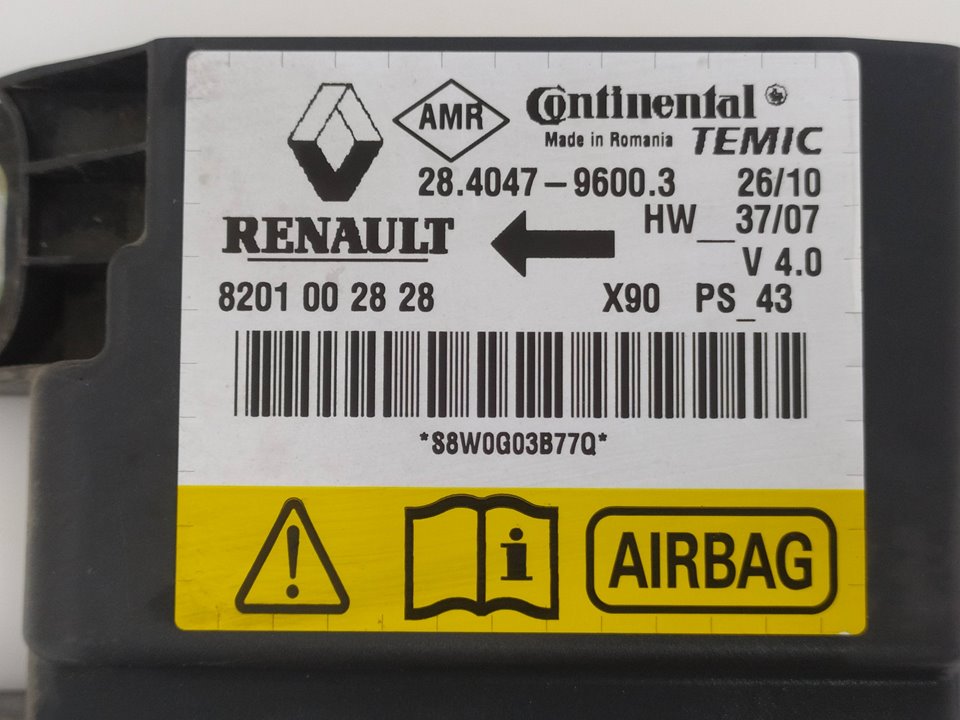 AMR Continental
Made in Romania TEMIC
28.4047-9600.3 26/10
RENAULT HW_37/07
V 4.0
8201 00 28 28 X90 PS_43
*S8W0G03B77Q*
! i AIRBAG